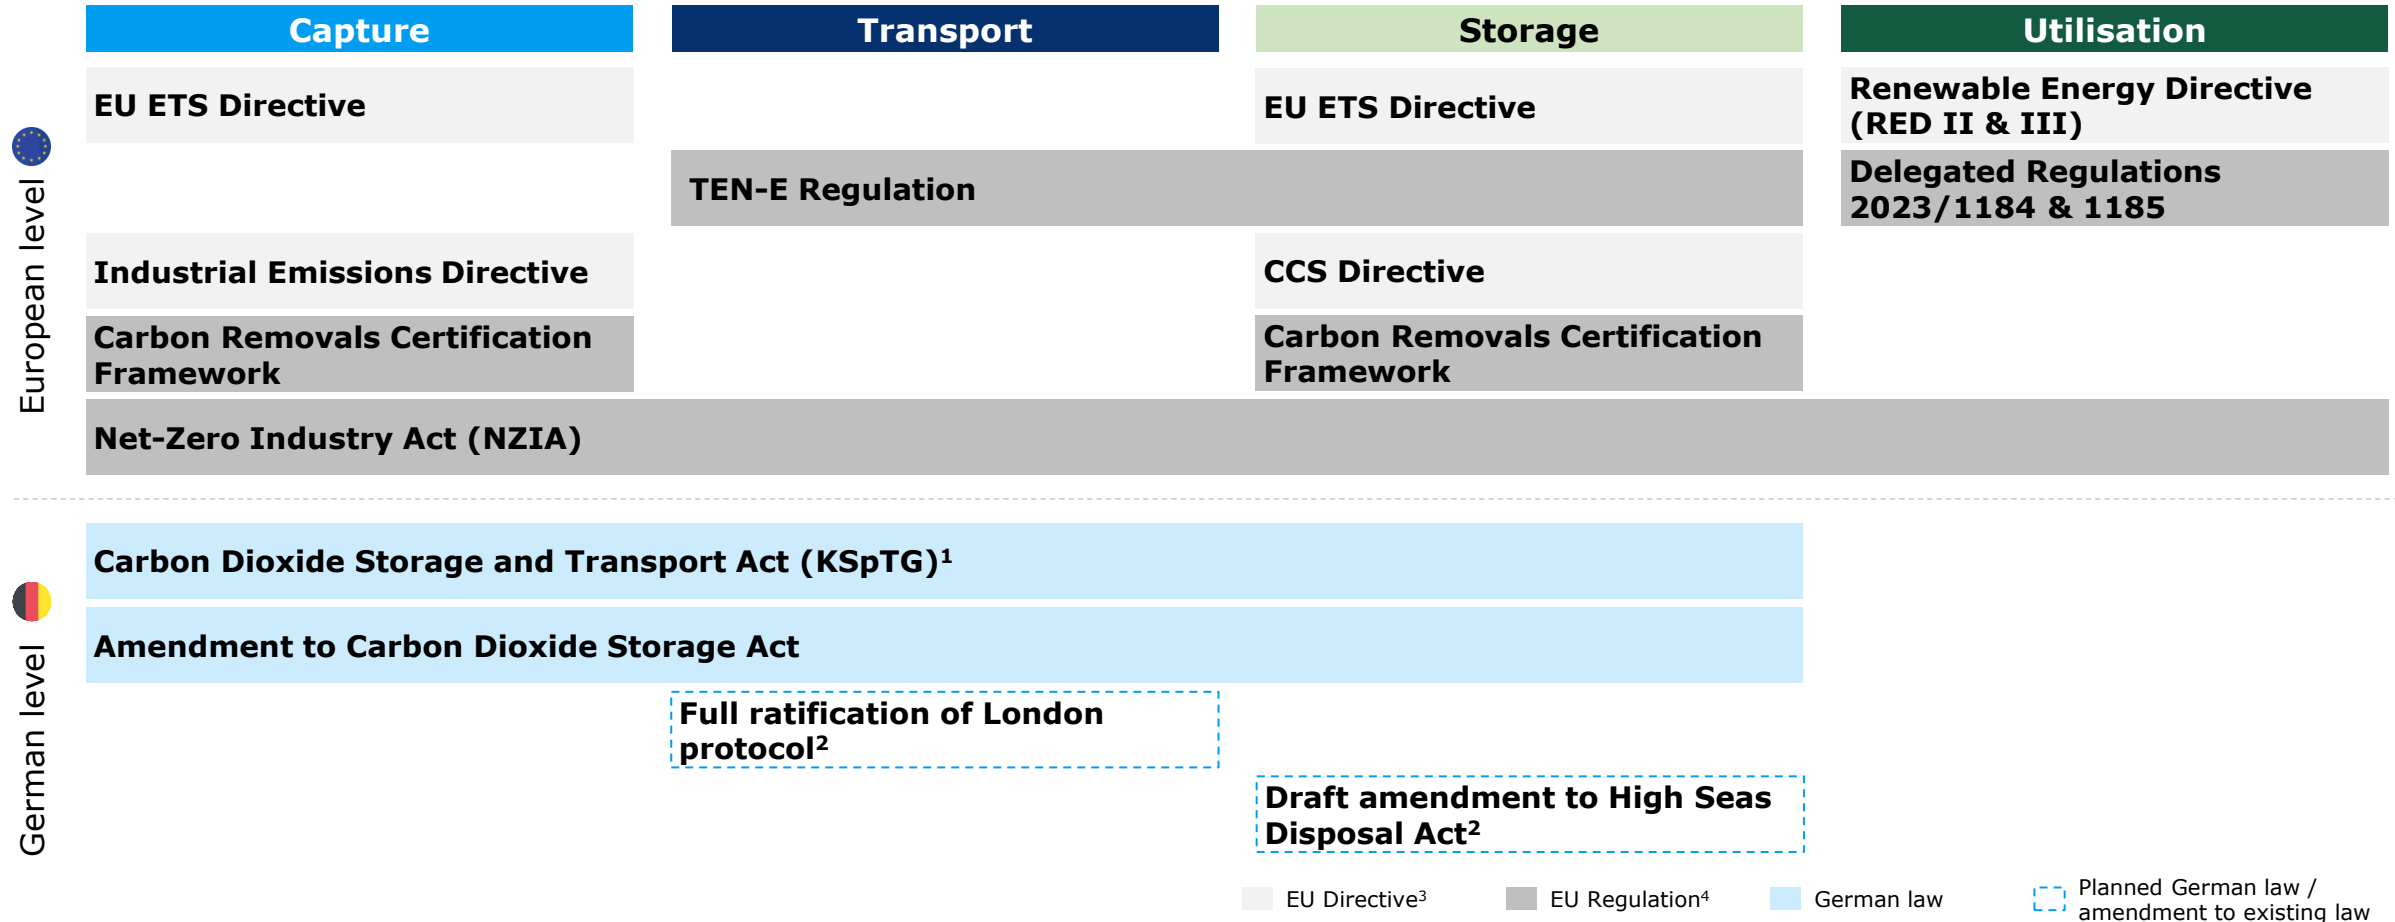 Capture
Transport
Storage
Utilisation
European level
EU ETS Directive
EU ETS Directive
Renewable Energy Directive
(RED II & III)
TEN-E Regulation
Delegated Regulations
2023/1184 & 1185
Industrial Emissions Directive
CCS Directive
Carbon Removals Certification
Framework
Carbon Removals Certification
Framework
Net-Zero Industry Act (NZIA)
German level
Carbon Dioxide Storage and Transport Act (KSpTG)¹
Amendment to Carbon Dioxide Storage Act
Full ratification of London
protocol²
Draft amendment to High Seas
Disposal Act²
EU Directive³
EU Regulation⁴
German law
Planned German law /
amendment to existing law